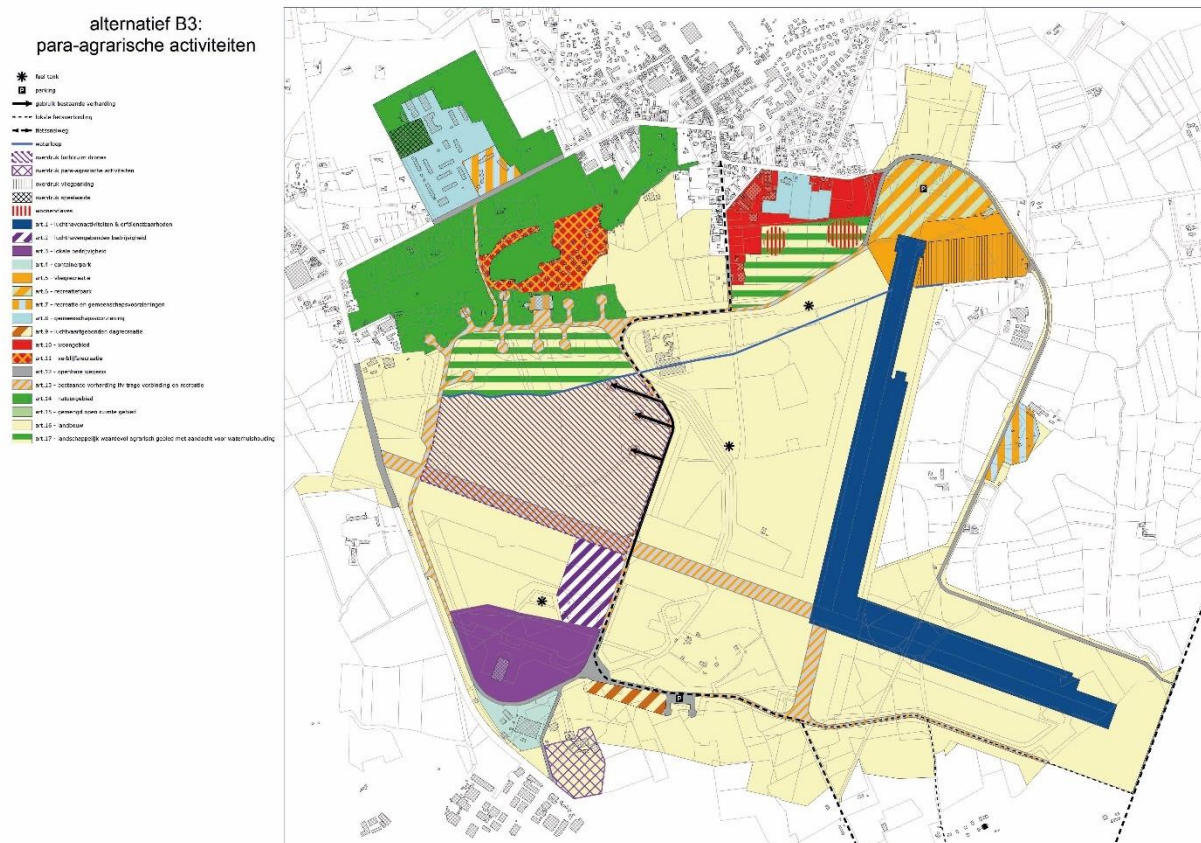 alternatief B3:
para-agrarische activiteiten
fuel tank
parking
gebruik bestaande verharding
lokale fietsverbinding
fietssnelweg
waterloop
overdruk luchtruim drones
overdruk para-agrarische activiteiten
overdruk vliegparking
overdruk speelweide
woonenclaves
art.1 - luchthavenactiviteiten & erfdienstbaarheden
art.2 - luchthavengebonden bedrijvigheid
art.3 - lokale bedrijvigheid
art.4 - containerpark
art.5 - vliegrecreatie
art.6 - recreatiepark
art.7 - recreatie en gemeenschapsvoorzieningen
art.8 - gemeenschapsvoorziening
art.9 - luchtvaartgebonden dagrecreatie
art.10 - woongebied
art.11 - verblijfsrecreatie
art.12 - openbare wegenis
art.13 - bestaande verharding ifv trage verbinding en recreatie
art.14 - natuurgebied
art.15 - gemengd open ruimte gebied
art.16 - landbouw
art.17 - landschappelijk waardevol agrarisch gebied met aandacht voor waterhuishouding
P
P